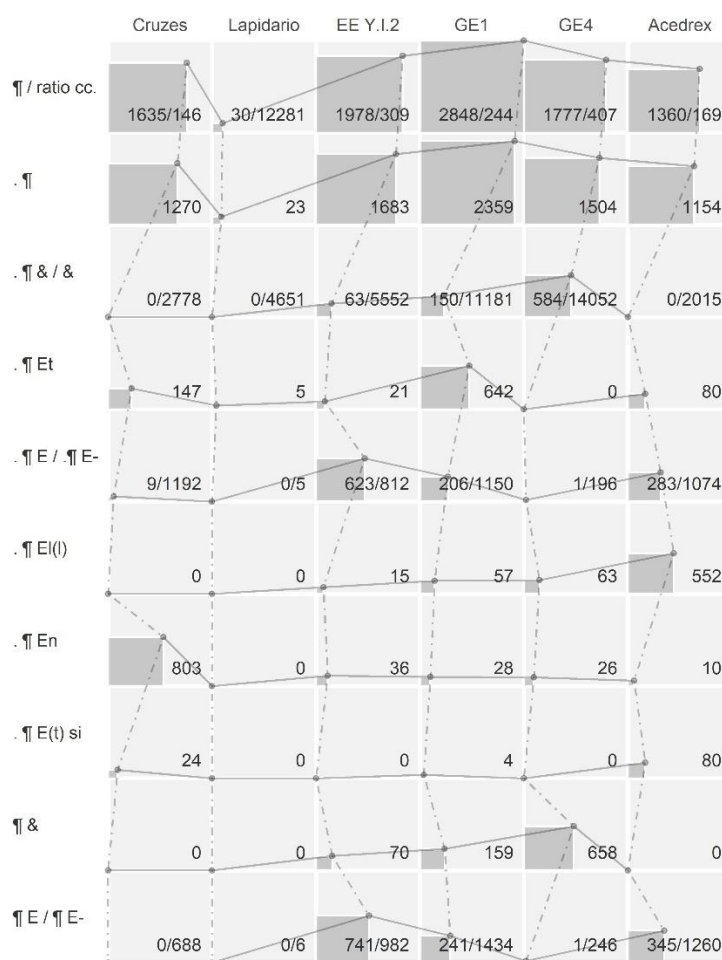 Cruzes Lapidario EE Y.I.2 GE1 GE4 Acedrex
¶ / ratio cc. 1635/146 30/12281 1978/309 2848/244 1777/407 1360/169
. ¶ 1270 23 1683 2359 1504 1154
. ¶ & / & 0/2778 0/4651 63/5552 150/11181 584/14052 0/2015
. ¶ Et 147 5 21 642 0 80
. ¶ E / .¶ E- 9/1192 0/5 623/812 206/1150 1/196 283/1074
. ¶ El(l) 0 0 15 57 63 552
. ¶ En 803 0 36 28 26 10
. ¶ E(t) si 24 0 0 4 0 80
¶ & 0 0 70 159 658 0
¶ E / ¶ E- 0/688 0/6 741/982 241/1434 1/246 345/1260